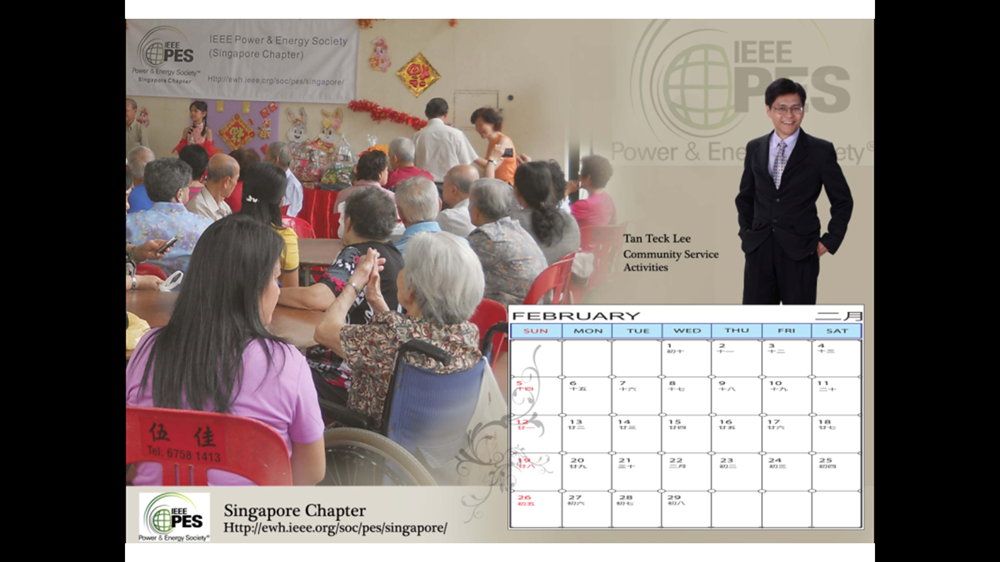 IEEE
PES
Power & Energy Society™
Singapore Chapter
IEEE Power & Energy Society
(Singapore Chapter)
Http://ewh.ieee.org/soc/pes/singapore/
福
IEEE
PES
Power & Ene ety®
Tan Teck Lee
Community Service
Activities
伍 佳
Tel: 6758 1413
FEBRUARY 二月
SUN MON TUE WED THU FRI SAT
1 2 3 4
初十 十一 十二 十三
5 6 7 8 9 10 11
十四 十五 十六 十七 十八 十九 二十
12 13 14 15 16 17 18
廿一 廿二 廿三 廿四 廿五 廿六 廿七
19 20 21 22 23 24 25
廿八 廿九 三十 二月 初二 初三 初四
26 27 28 29
初五 初六 初七 初八
IEEE
PES
Power & Energy Society®
Singapore Chapter
Http://ewh.ieee.org/soc/pes/singapore/